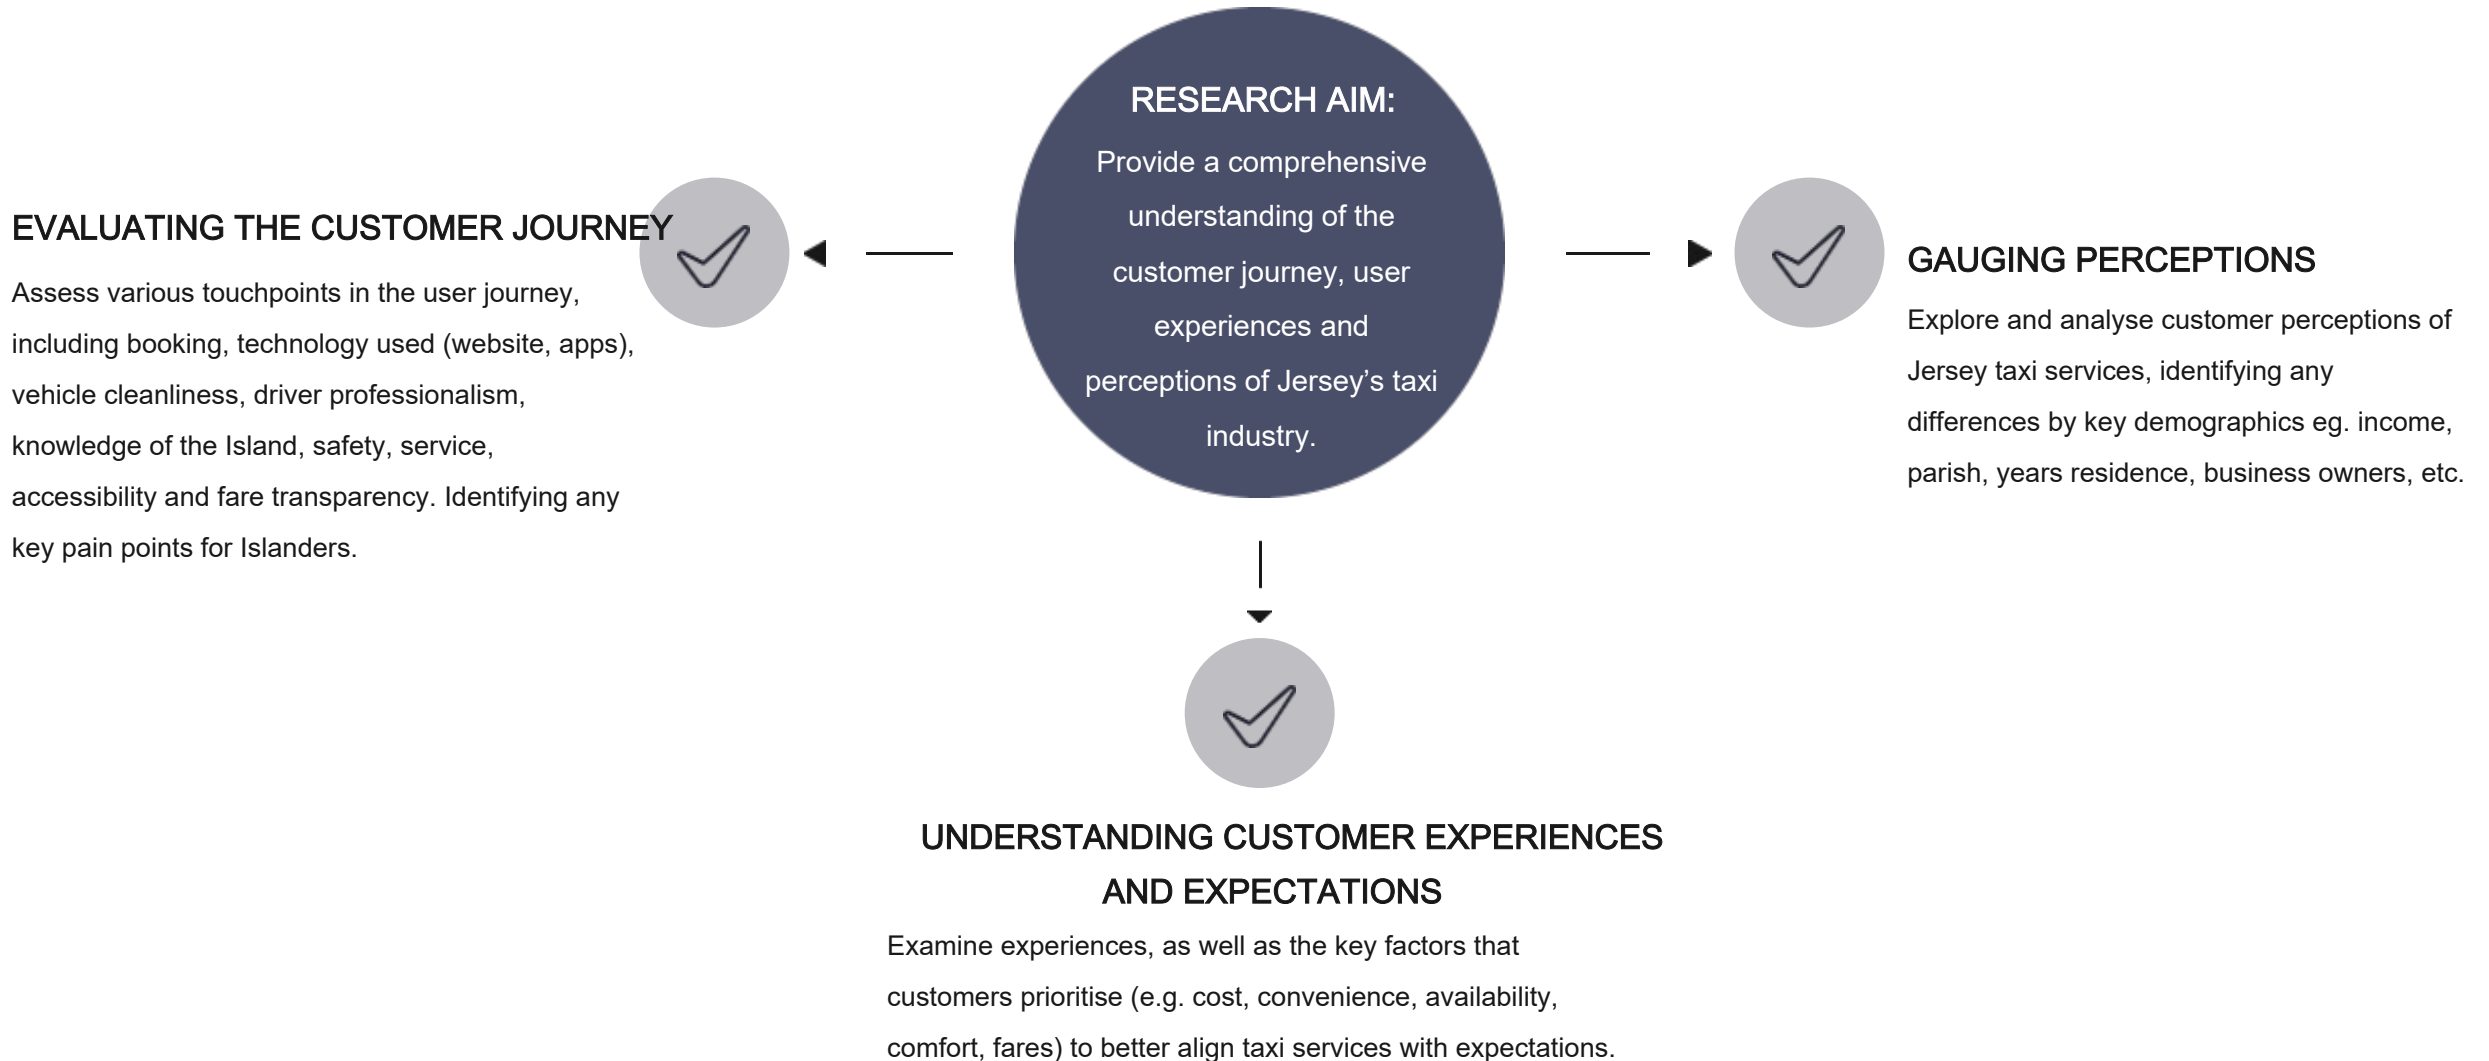 RESEARCH AIM:
Provide a comprehensive
understanding of the
customer journey, user
experiences and
perceptions of Jersey’s taxi
industry.
EVALUATING THE CUSTOMER JOURNEY
Assess various touchpoints in the user journey,
including booking, technology used (website, apps),
vehicle cleanliness, driver professionalism,
knowledge of the Island, safety, service,
accessibility and fare transparency. Identifying any
key pain points for Islanders.
GAUGING PERCEPTIONS
Explore and analyse customer perceptions of
Jersey taxi services, identifying any
differences by key demographics eg. income,
parish, years residence, business owners, etc.
UNDERSTANDING CUSTOMER EXPERIENCES
AND EXPECTATIONS
Examine experiences, as well as the key factors that
customers prioritise (e.g. cost, convenience, availability,
comfort, fares) to better align taxi services with expectations.